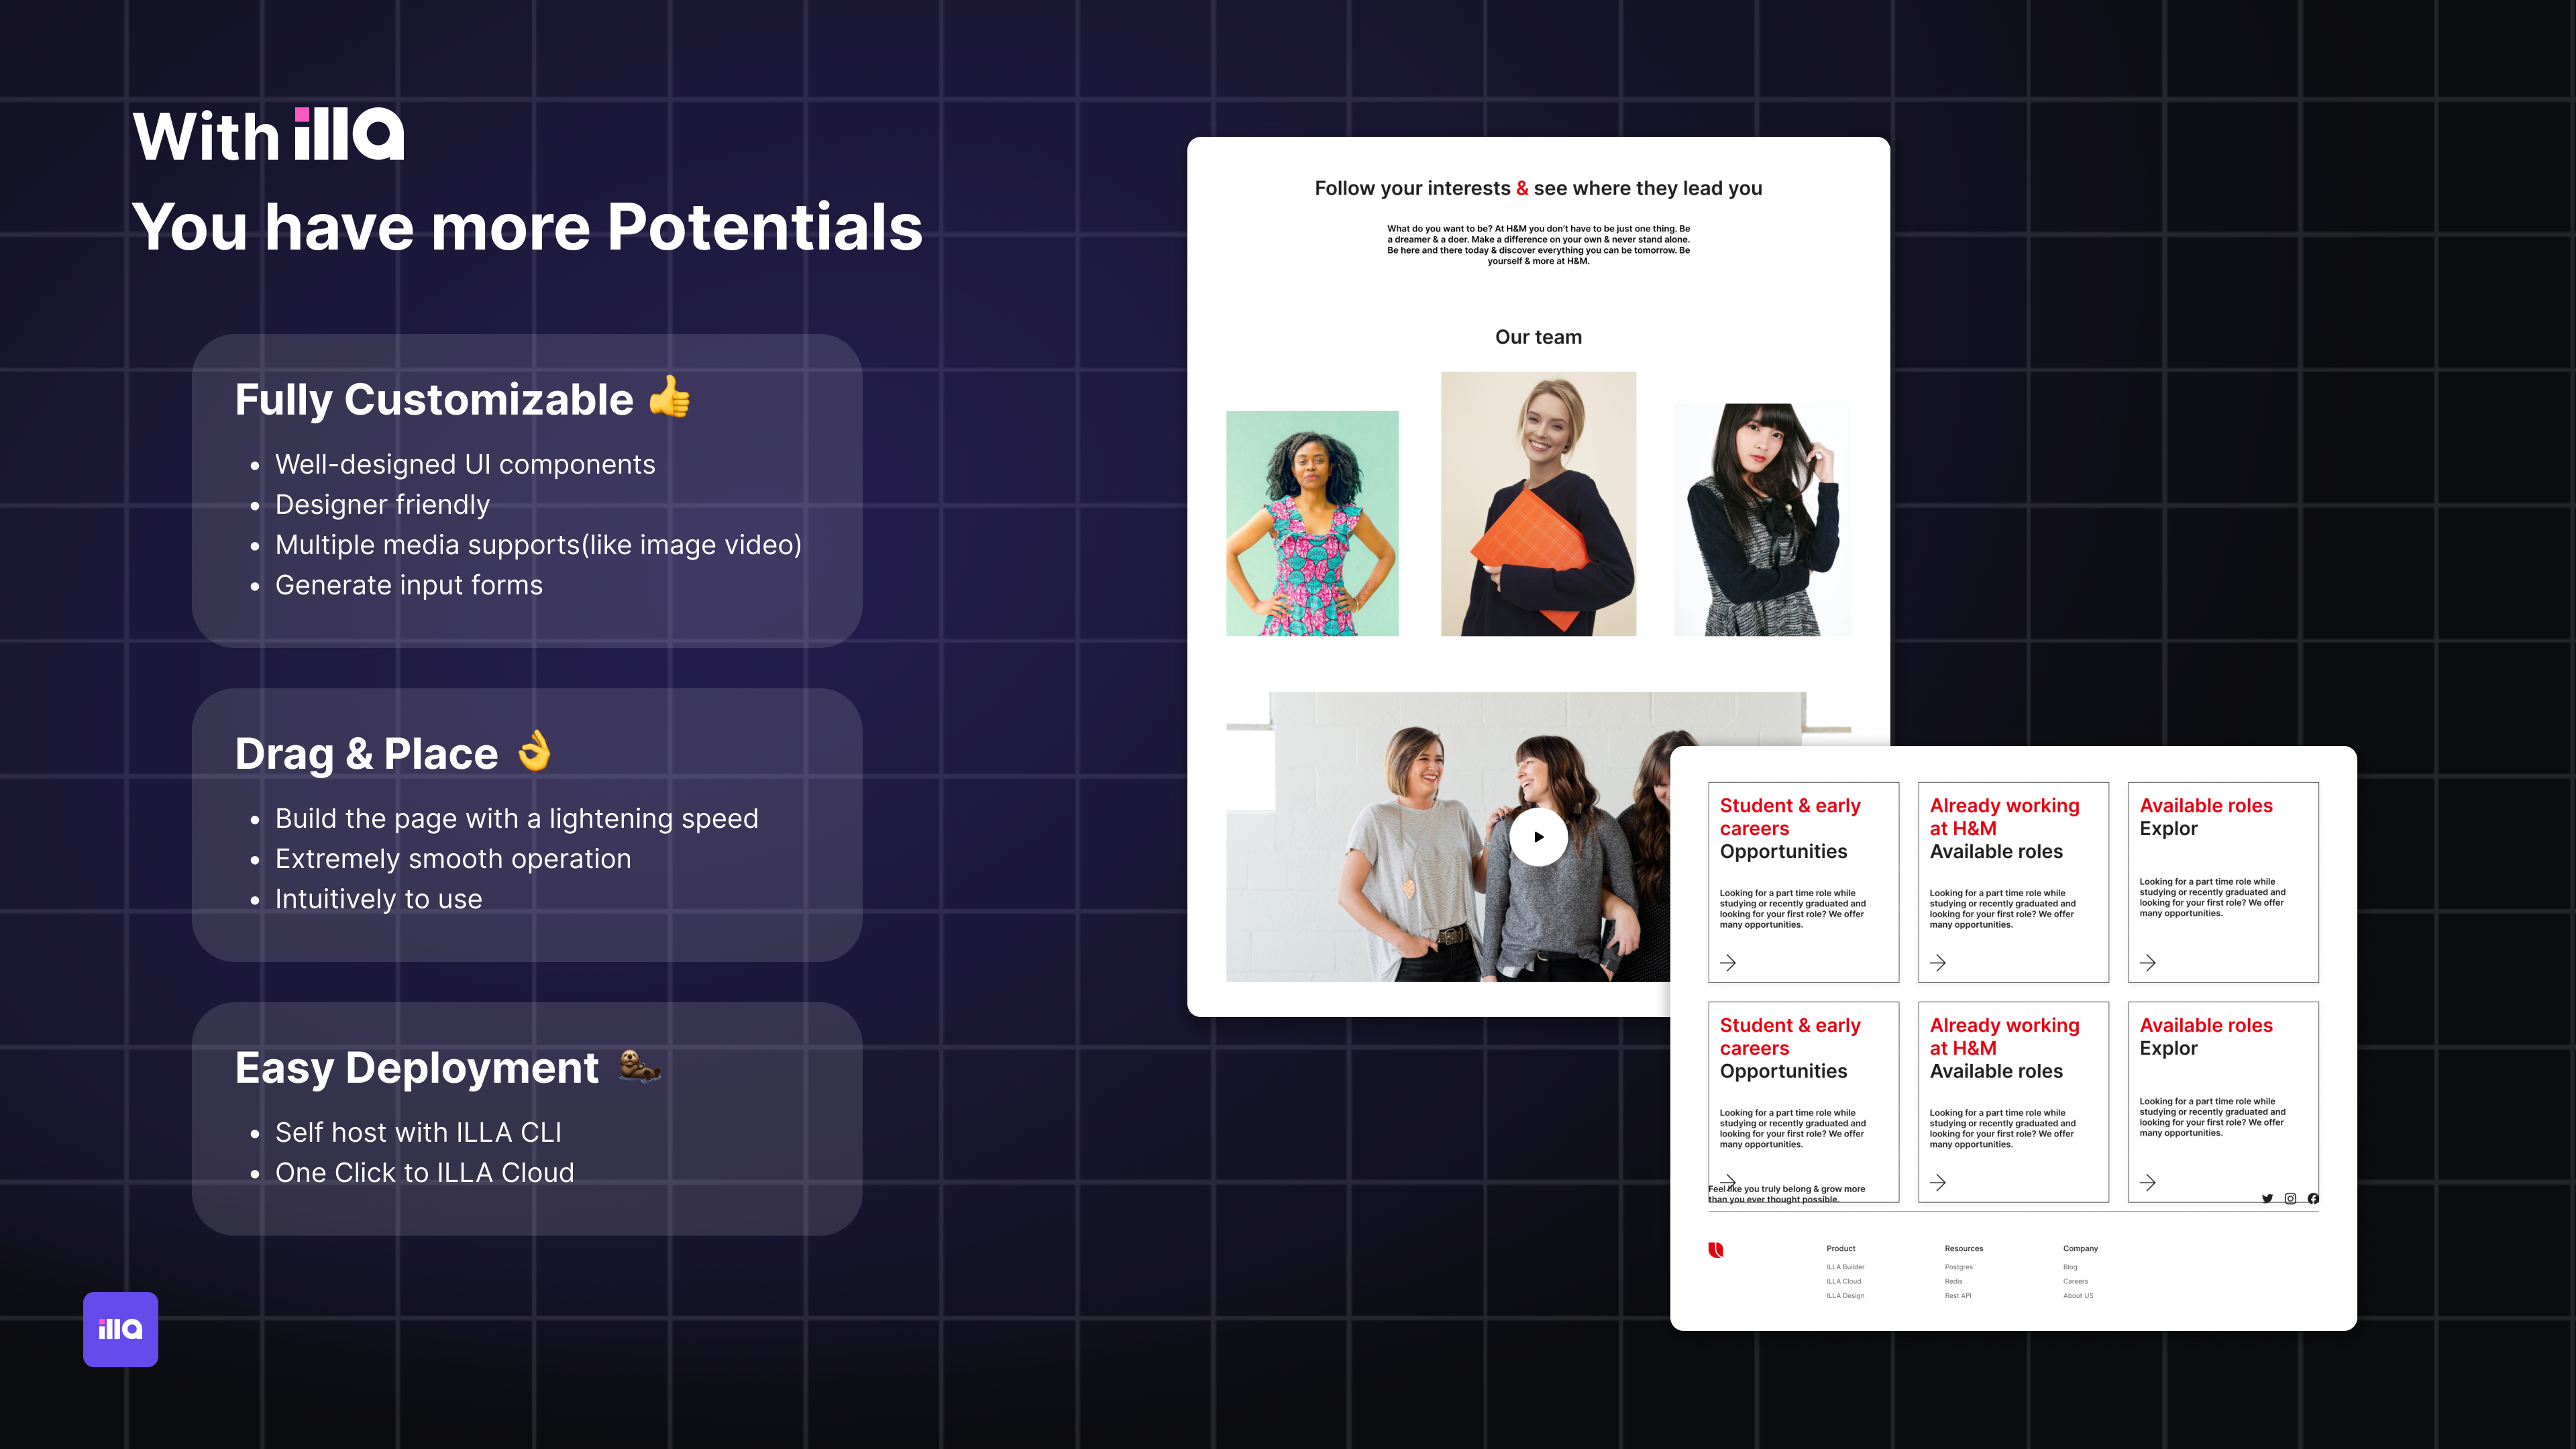 With illa
You have more Potentials
Fully Customizable 👍
Well-designed UI components
Designer friendly
Multiple media supports(like image video)
Generate input forms
Drag & Place 👌
Build the page with a lightening speed
Extremely smooth operation
Intuitively to use
Easy Deployment 🦦
Self host with ILLA CLI
One Click to ILLA Cloud
illa
Follow your interests & see where they lead you
What do you want to be? At H&M you don't have to be just one thing. Be
a dreamer & a doer. Make a difference on your own & never stand alone.
Be here and there today & discover everything you can be tomorrow. Be
yourself & more at H&M.
Our team
Student & early
careers
Opportunities
Looking for a part time role while
studying or recently graduated and
looking for your first role? We offer
many opportunities.
Already working
at H&M
Available roles
Looking for a part time role while
studying or recently graduated and
looking for your first role? We offer
many opportunities.
Available roles
Explor
Looking for a part time role while
studying or recently graduated and
looking for your first role? We offer
many opportunities.
Student & early
careers
Opportunities
Looking for a part time role while
studying or recently graduated and
looking for your first role? We offer
many opportunities.
Already working
at H&M
Available roles
Looking for a part time role while
studying or recently graduated and
looking for your first role? We offer
many opportunities.
Available roles
Explor
Looking for a part time role while
studying or recently graduated and
looking for your first role? We offer
many opportunities.
Feel like you truly belong & grow more
than you ever thought possible.
Product
ILLA Builder
ILLA Cloud
ILLA Design
Resources
Postgres
Redis
Rest API
Company
Blog
Careers
About US